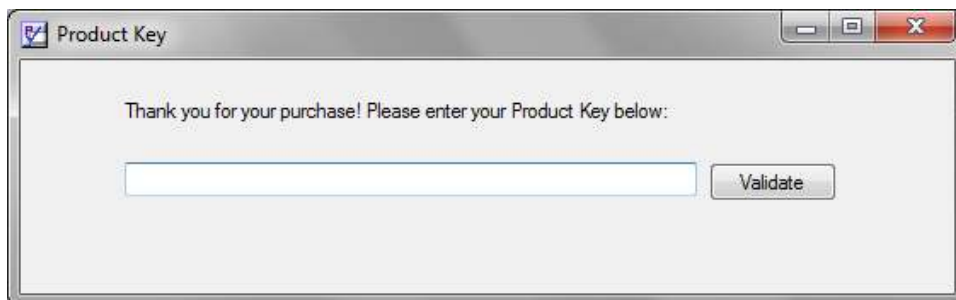 Product Key
Thank you for your purchase! Please enter your Product Key below:
Validate